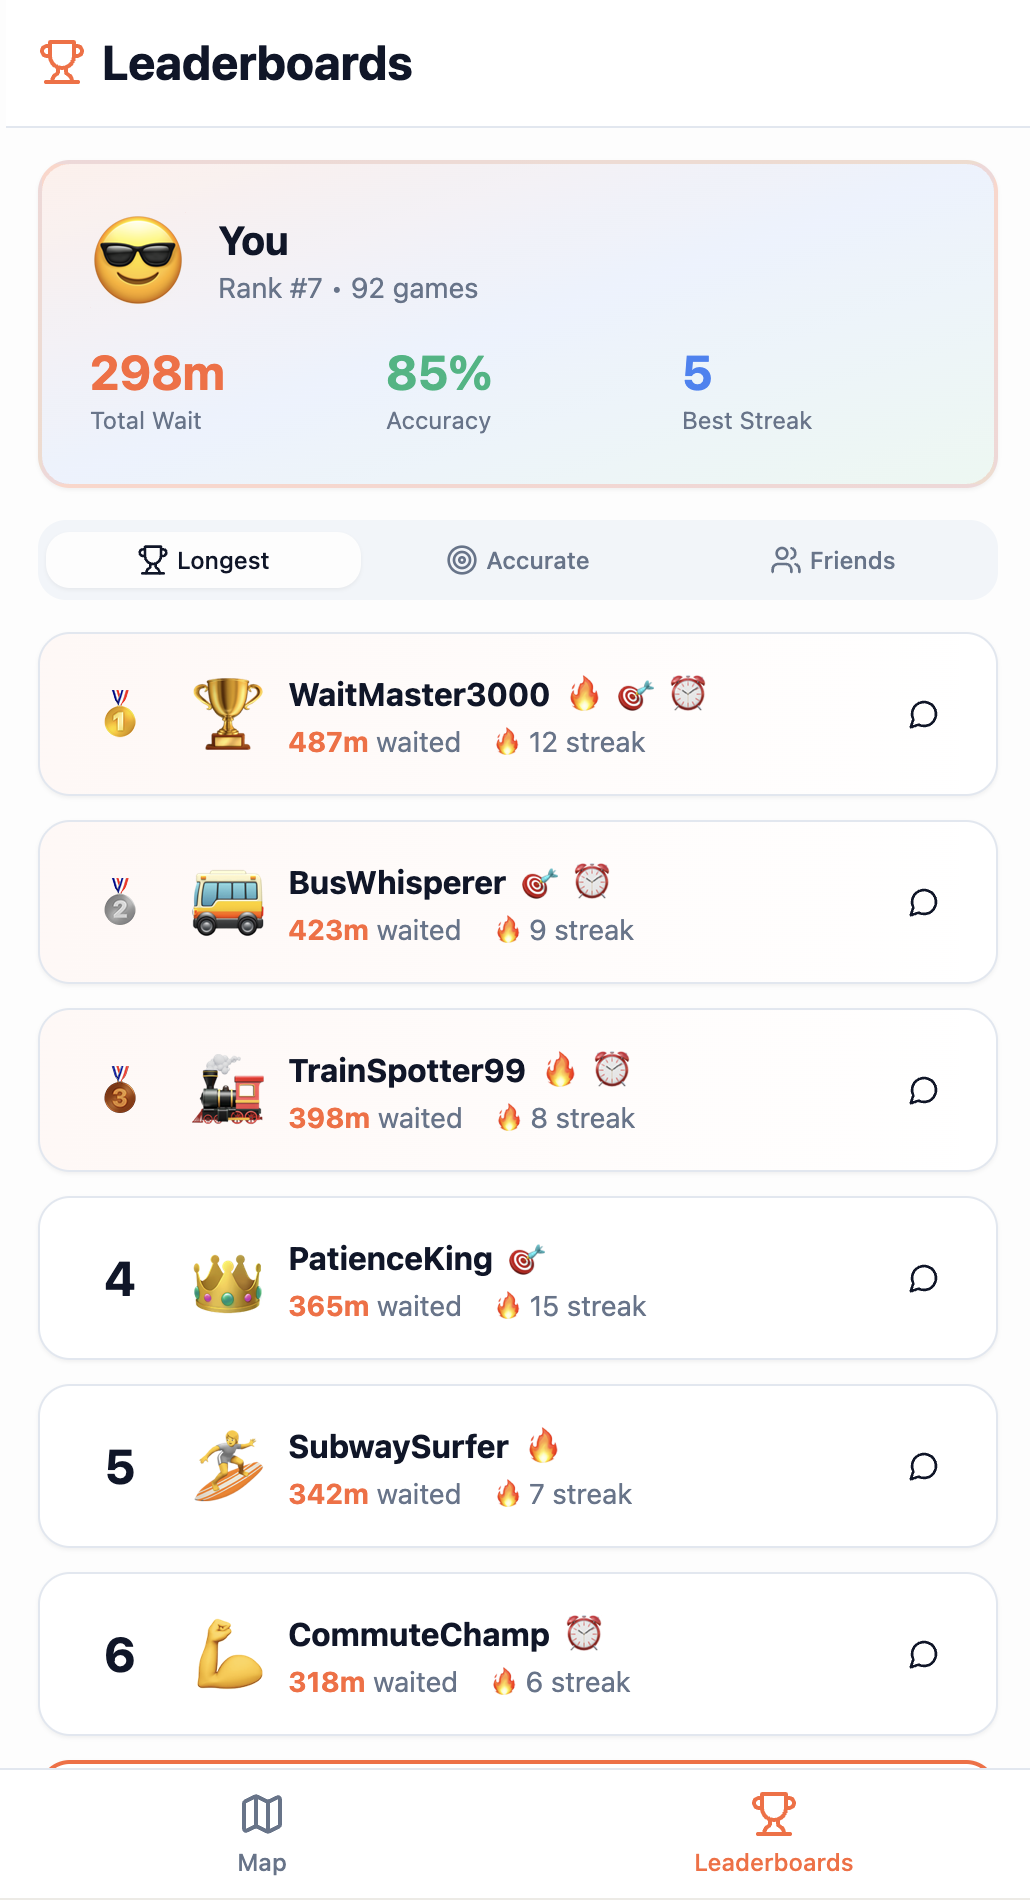 Leaderboards
You
Rank #7 • 92 games
298m
85%
5
Total Wait
Accuracy
Best Streak
Longest
Accurate
Friends
1
WaitMaster3000
487m waited 12 streak
2
BusWhisperer
423m waited 9 streak
3
TrainSpotter99
398m waited 8 streak
4
PatienceKing
365m waited 15 streak
5
SubwaySurfer
342m waited 7 streak
6
CommuteChamp
318m waited 6 streak
Map
Leaderboards